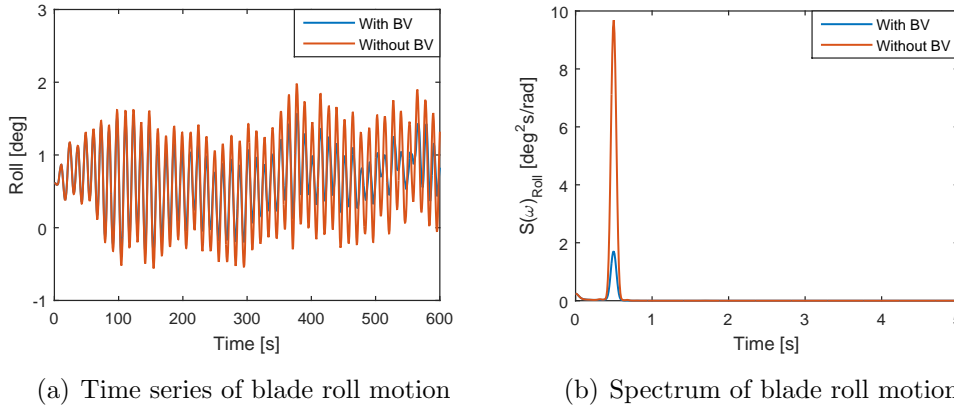 With BV
Without BV
3
2
1
0
-1
Roll [deg]
0 100 200 300 400 500 600
Time [s]
(a) Time series of blade roll motion
With BV
Without BV
10
8
6
4
2
0
S(ω)Roll [deg²s/rad]
0 1 2 3 4
Time [s]
(b) Spectrum of blade roll motion